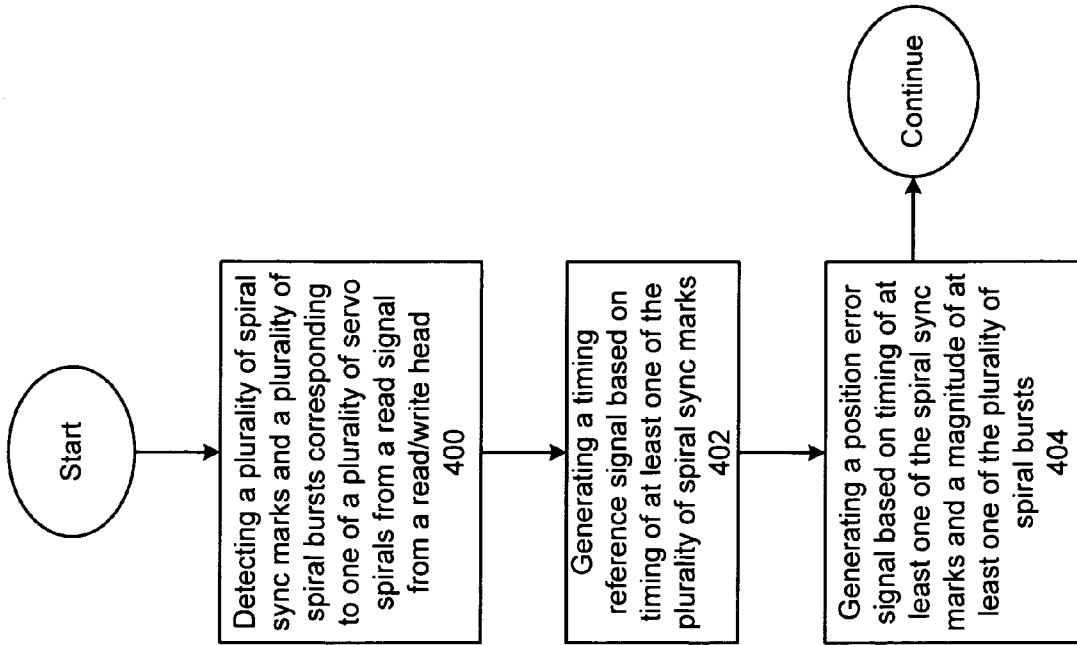 Start
Detecting a plurality of spiral
sync marks and a plurality of
spiral bursts corresponding
to one of a plurality of servo
spirals from a read signal
from a read/write head
400
Generating a timing
reference signal based on
timing of at least one of the
plurality of spiral sync marks
402
Generating a position error
signal based on timing of at
least one of the spiral sync
marks and a magnitude of at
least one of the plurality of
spiral bursts
404
Continue